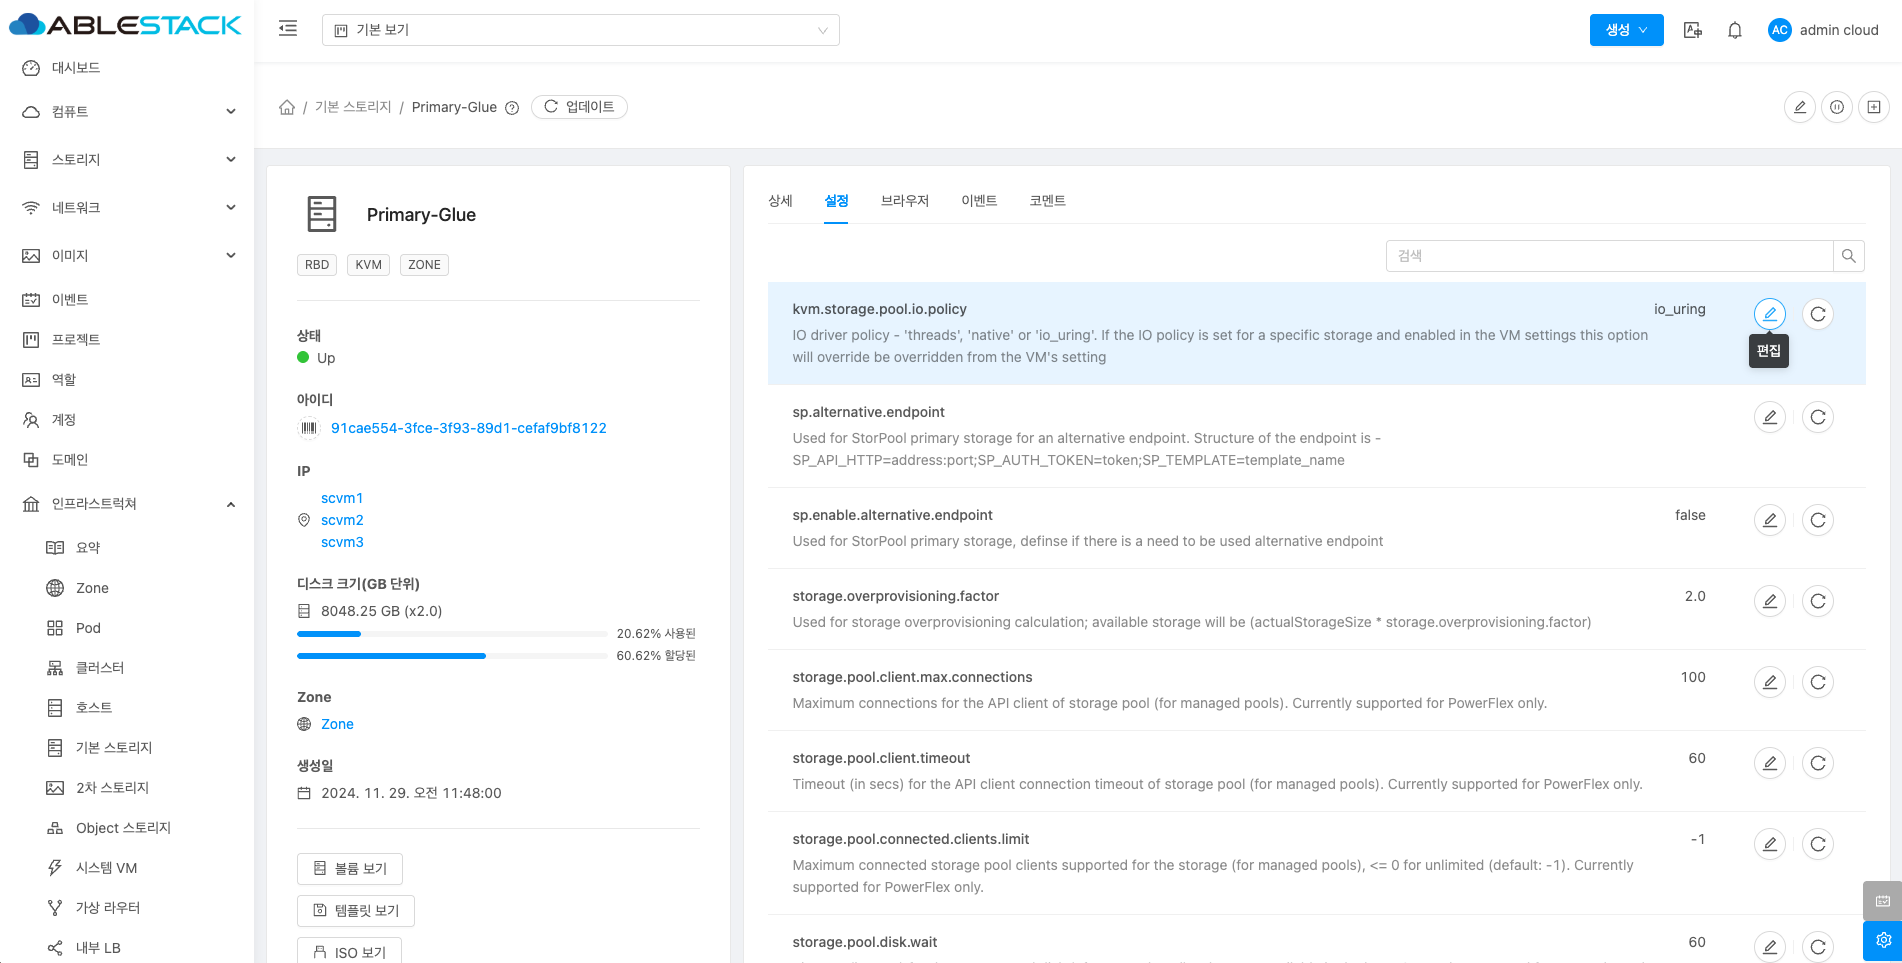 ABLESTACK
기본 보기
생성
AC
admin cloud
대시보드
컴퓨트
스토리지
네트워크
이미지
이벤트
프로젝트
역할
계정
도메인
인프라스트럭쳐
요약
Zone
Pod
클러스터
호스트
기본 스토리지
2차 스토리지
Object 스토리지
시스템 VM
가상 라우터
내부 LB
/ 기본 스토리지 / Primary-Glue
업데이트
Primary-Glue
RBD KVM ZONE
상태
Up
아이디
91cae554-3fce-3f93-89d1-cefaf9bf8122
IP
scvm1
scvm2
scvm3
디스크 크기(GB 단위)
8048.25 GB (x2.0)
20.62% 사용된
60.62% 할당된
Zone
Zone
생성일
2024. 11. 29. 오전 11:48:00
볼륨 보기
템플릿 보기
ISO 보기
상세 설정 브라우저 이벤트 코멘트
검색
kvm.storage.pool.io.policy
io_uring
IO driver policy - 'threads', 'native' or 'io_uring'. If the IO policy is set for a specific storage and enabled in the VM settings this option
will override be overridden from the VM's setting
편집
sp.alternative.endpoint
Used for StorPool primary storage for an alternative endpoint. Structure of the endpoint is -
SP_API_HTTP=address:port;SP_AUTH_TOKEN=token;SP_TEMPLATE=template_name
sp.enable.alternative.endpoint
false
Used for StorPool primary storage, definse if there is a need to be used alternative endpoint
storage.overprovisioning.factor
2.0
Used for storage overprovisioning calculation; available storage will be (actualStorageSize * storage.overprovisioning.factor)
storage.pool.client.max.connections
100
Maximum connections for the API client of storage pool (for managed pools). Currently supported for PowerFlex only.
storage.pool.client.timeout
60
Timeout (in secs) for the API client connection timeout of storage pool (for managed pools). Currently supported for PowerFlex only.
storage.pool.connected.clients.limit
-1
Maximum connected storage pool clients supported for the storage (for managed pools), <= 0 for unlimited (default: -1). Currently
supported for PowerFlex only.
storage.pool.disk.wait
60